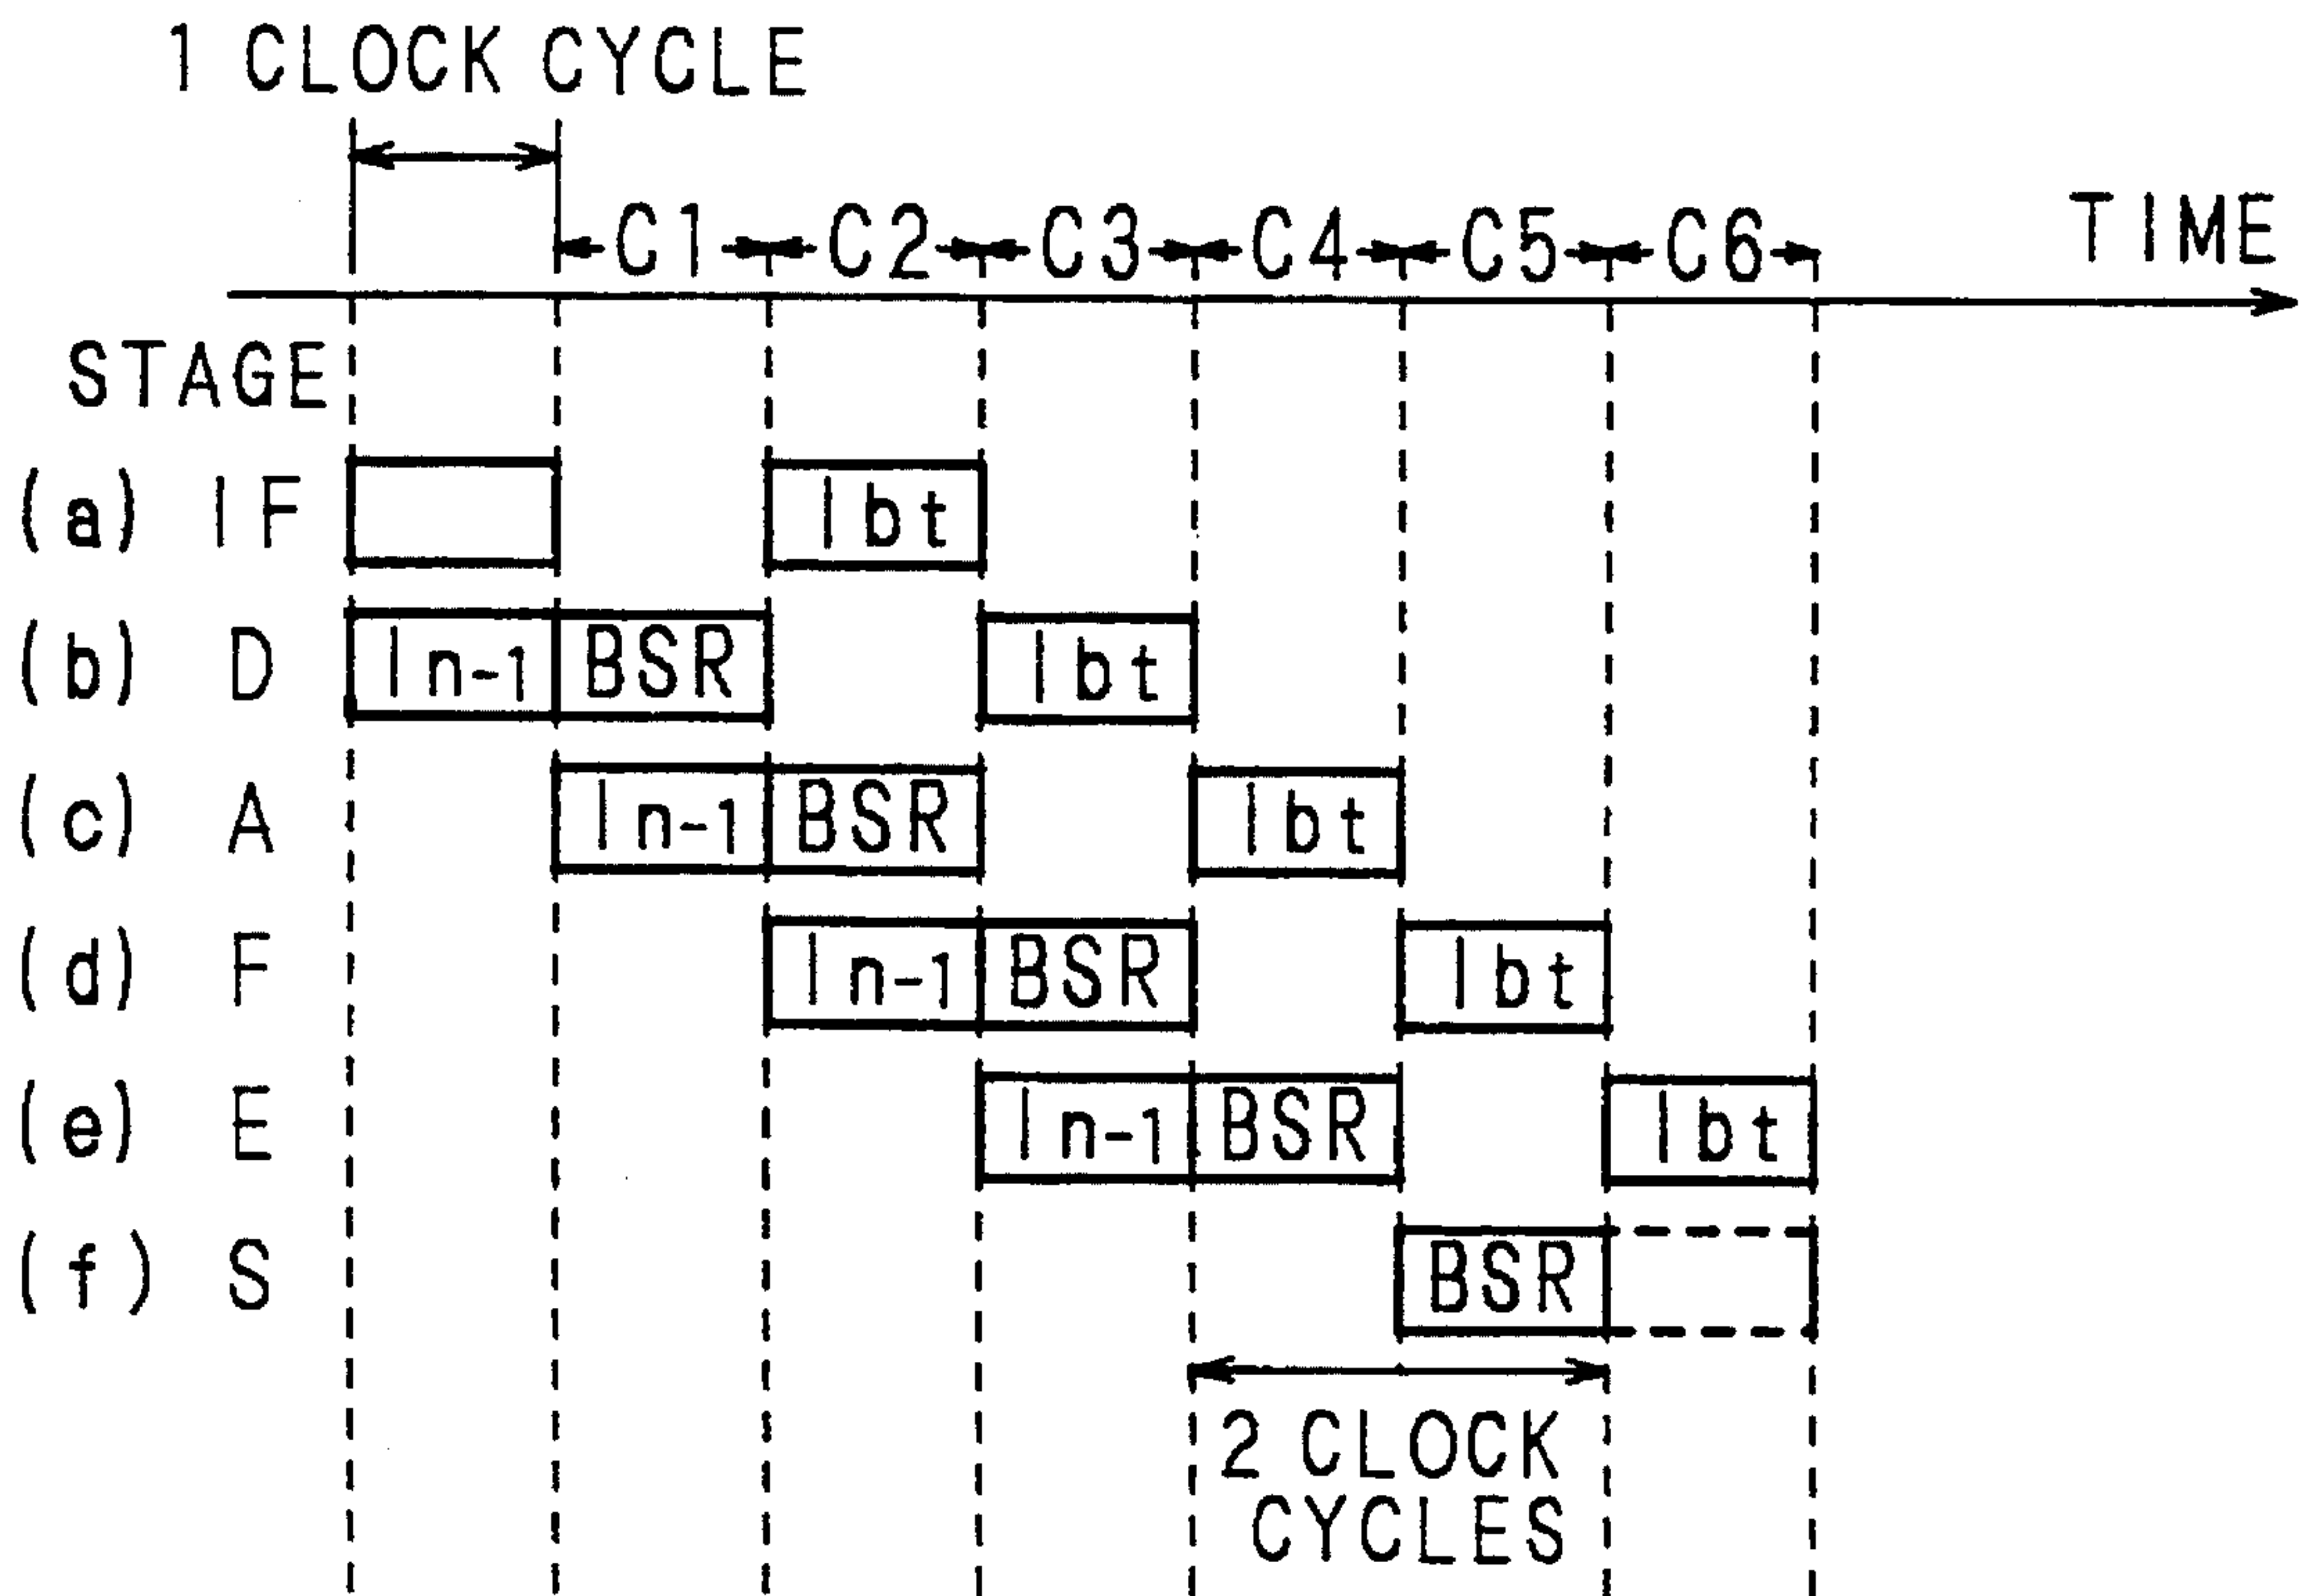 1 CLOCK CYCLE
C1 C2 C3 C4 C5 C6 TIME
STAGE
(a) IF Ibt
(b) D In-1 BSR Ibt
(c) A In-1 BSR Ibt
(d) F In-1 BSR Ibt
(e) E In-1 BSR Ibt
(f) S BSR
2 CLOCK
CYCLES